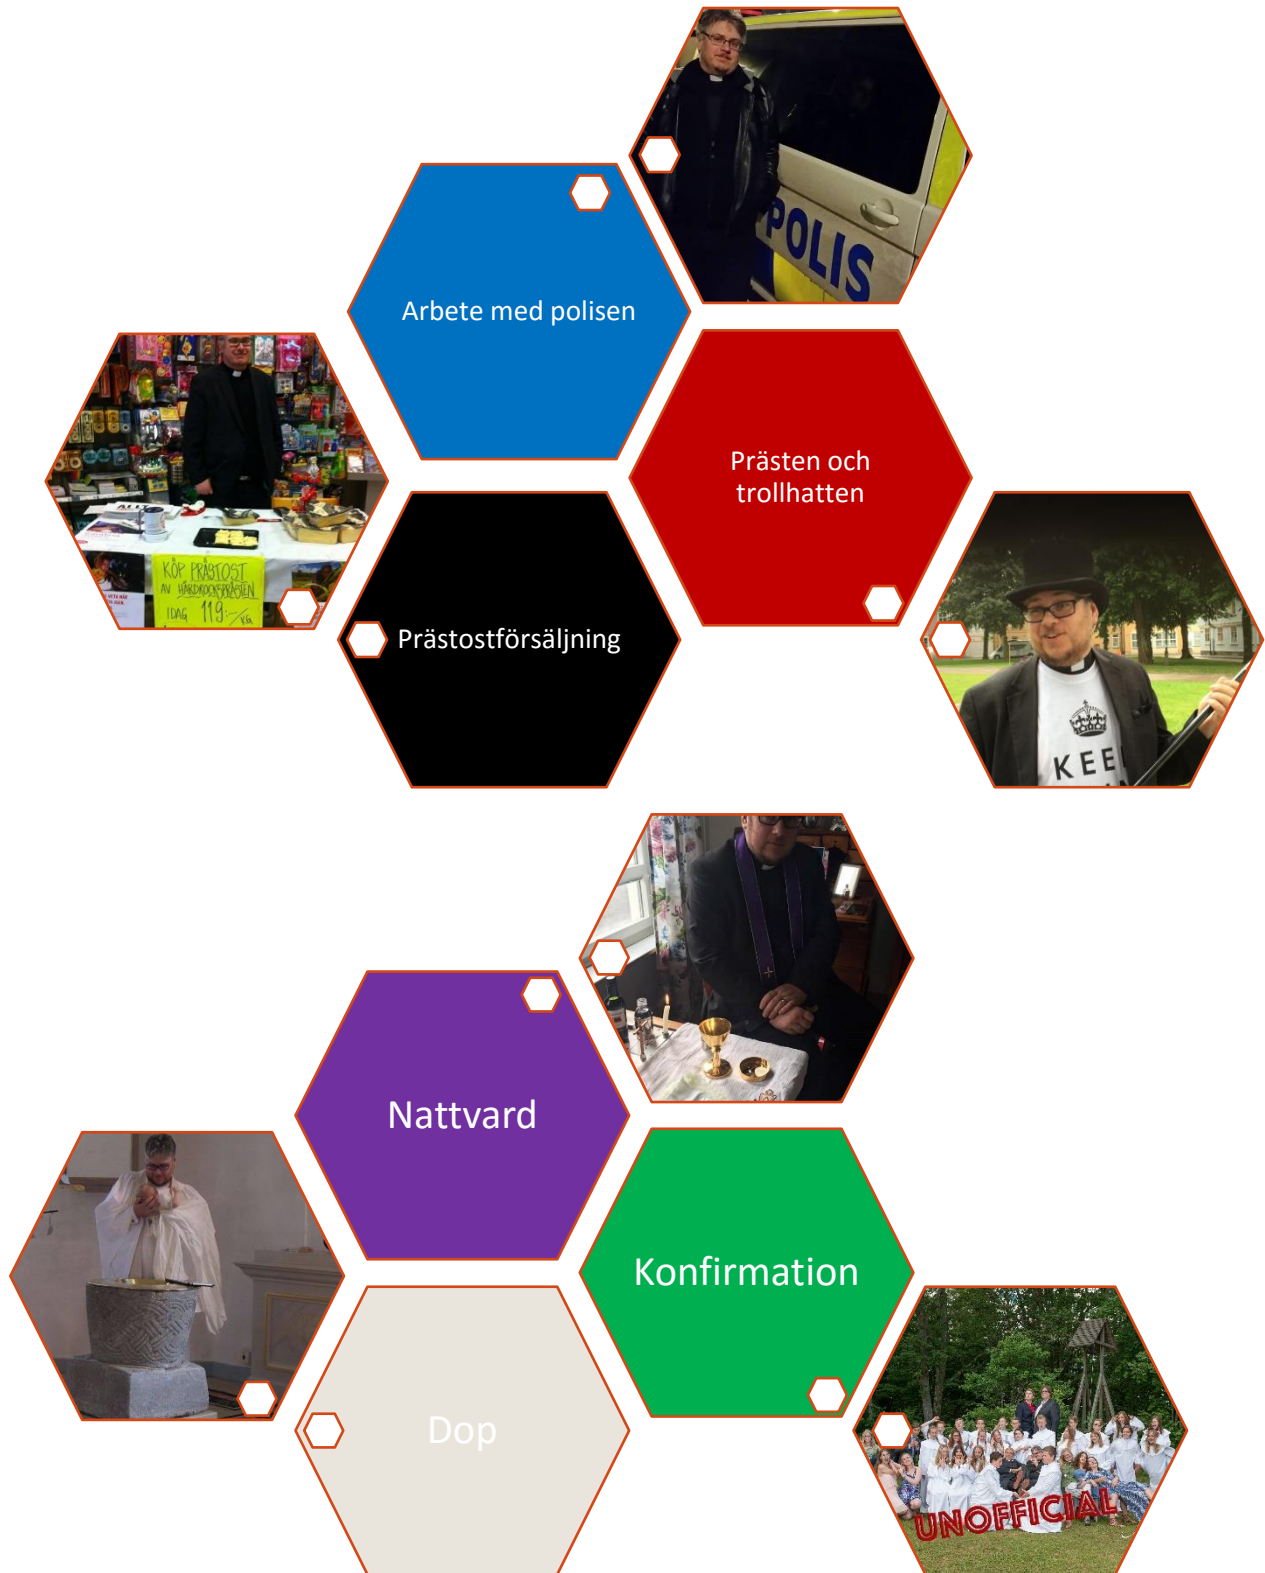 POLIS
Arbete med polisen
Prästen och
trollhatten
KÖP PRÄSTOST
AV HÅRDROCKSPRÄSTEN
IDAG 119:-/KG
Prästostförsäljning
KEE
Nattvard
Konfirmation
Dop
UNOFFICIAL